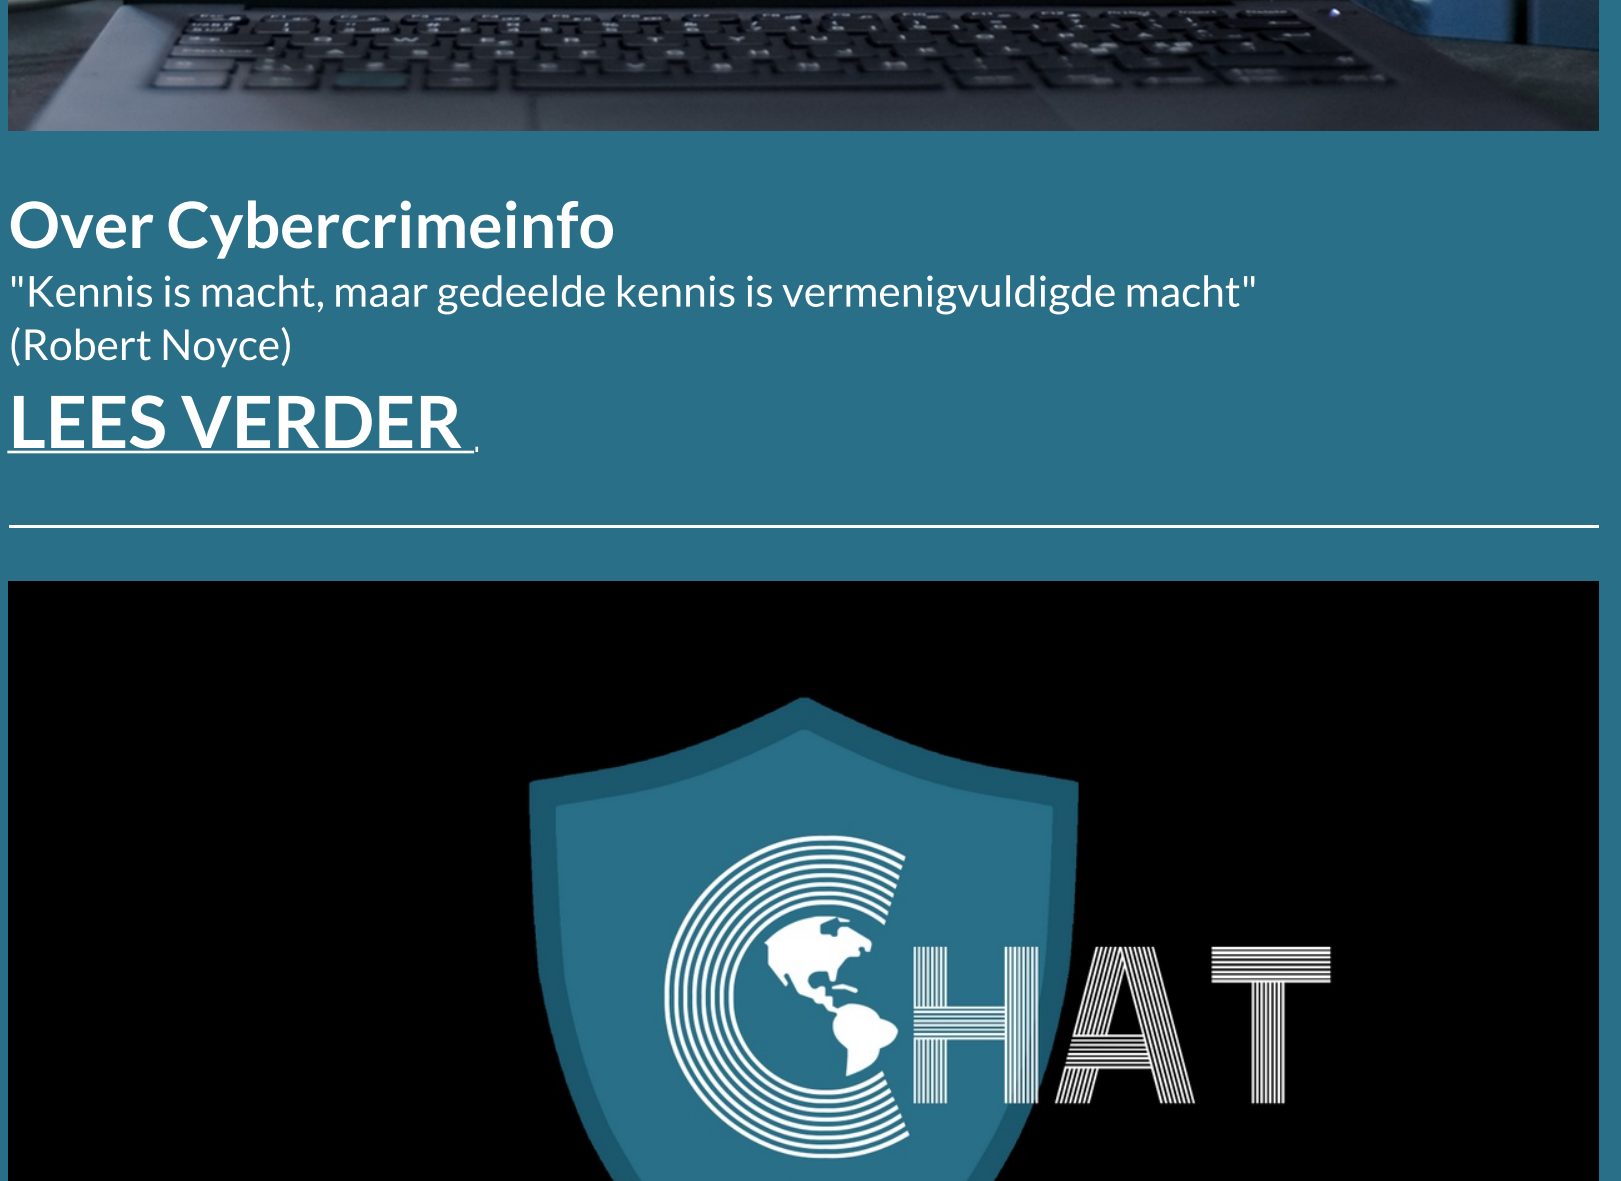 Over Cybercrimeinfo
"Kennis is macht, maar gedeelde kennis is vermenigvuldigde macht"
(Robert Noyce)
LEES VERDER .
CHAT